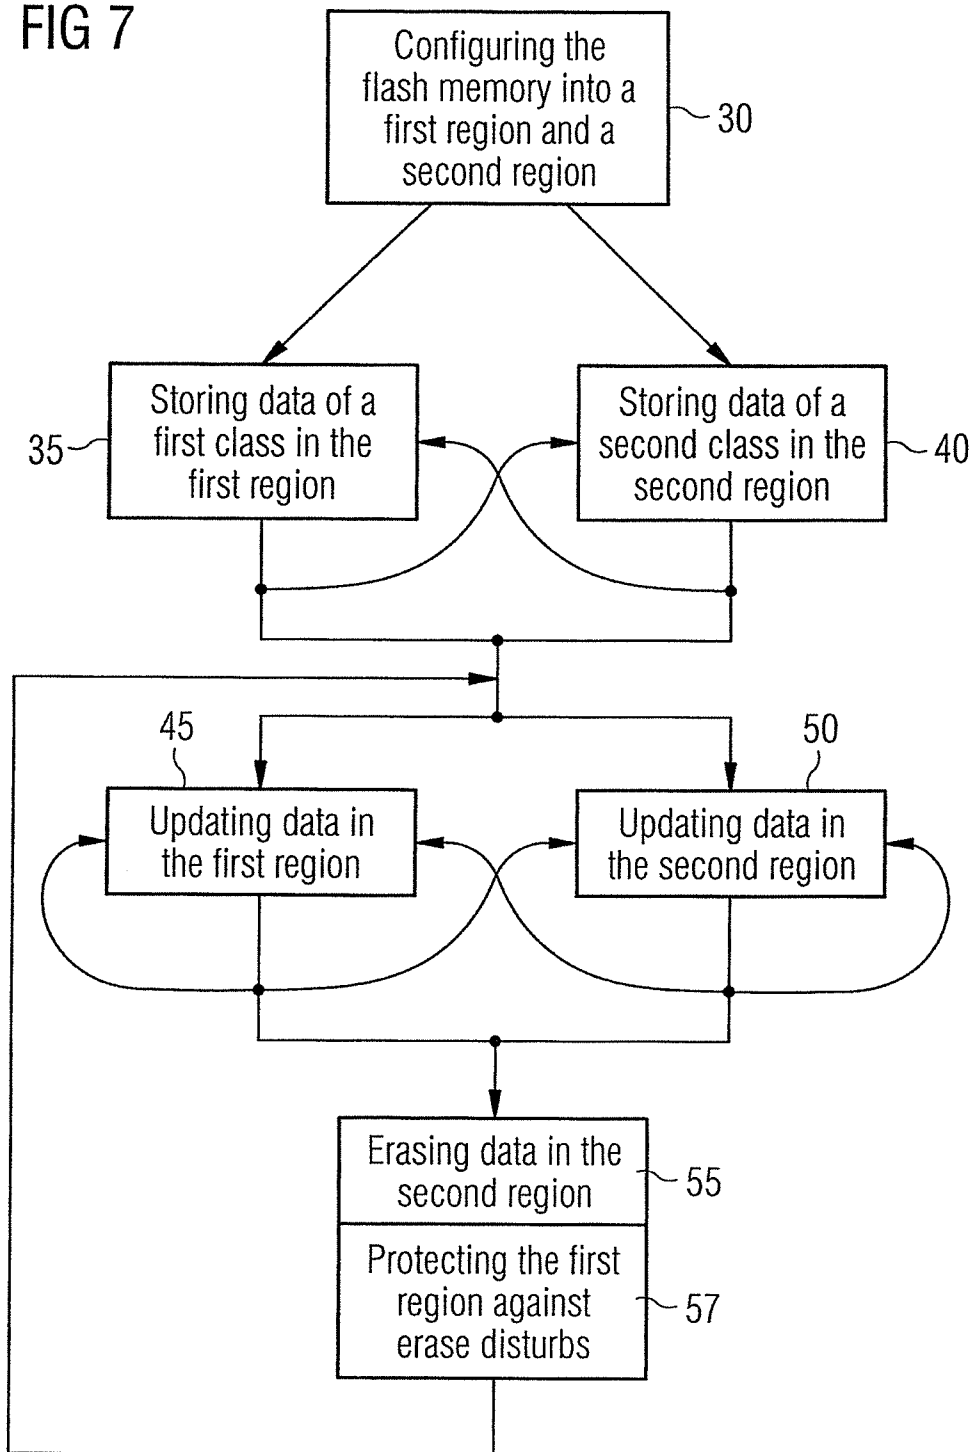 FIG 7
Configuring the
flash memory into a
first region and a
second region
30
Storing data of a
first class in the
first region
35
Storing data of a
second class in the
second region
40
45
50
Updating data in
the first region
Updating data in
the second region
Erasing data in the
second region
55
Protecting the first
region against
erase disturbs
57